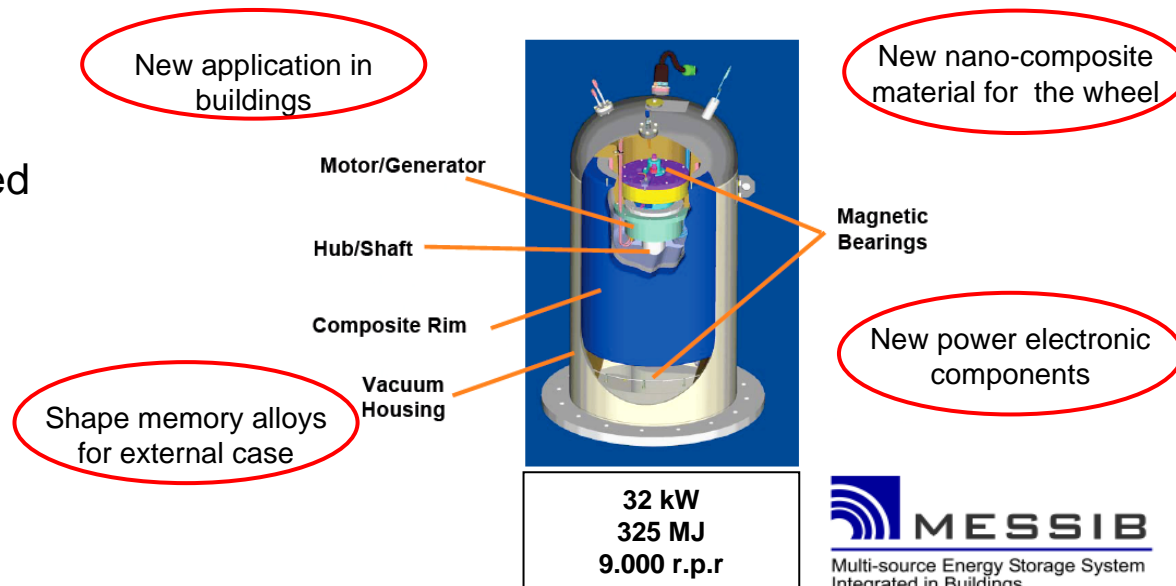 New application in
buildings
New nano-composite
material for the wheel
ed
Motor/Generator
Hub/Shaft
Composite Rim
Vacuum
Housing
Magnetic
Bearings
New power electronic
components
Shape memory alloys
for external case
32 kW
325 MJ
9.000 r.p.r
MESSIB
Multi-source Energy Storage System
Integrated in Buildings